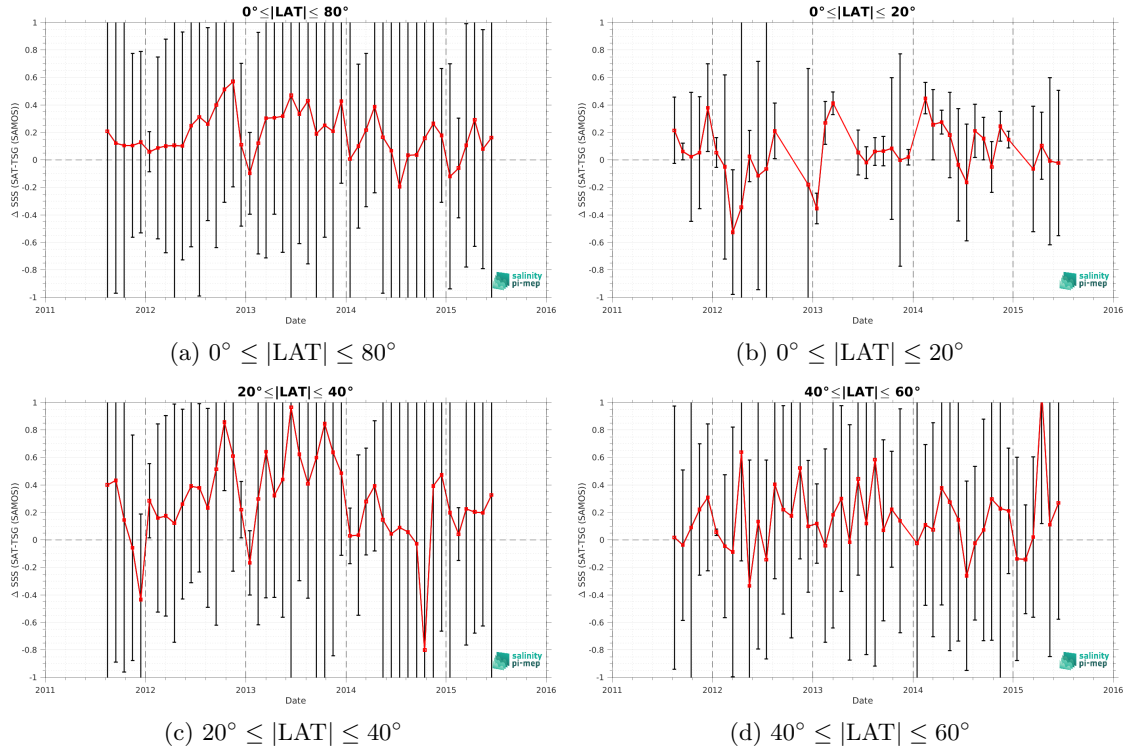 0°≤|LAT|≤ 80°
Δ SSS (SAT-TSG (SAMOS))
1
0.8
0.6
0.4
0.2
0
-0.2
-0.4
-0.6
-0.8
-1
2011 2012 2013 2014 2015 2016
Date
salinity
pi-mep
(a) 0° ≤ |LAT| ≤ 80°
0°≤|LAT|≤ 20°
Δ SSS (SAT-TSG (SAMOS))
1
0.8
0.6
0.4
0.2
0
-0.2
-0.4
-0.6
-0.8
-1
2011 2012 2013 2014 2015 2016
Date
salinity
pi-mep
(b) 0° ≤ |LAT| ≤ 20°
20°≤|LAT|≤ 40°
Δ SSS (SAT-TSG (SAMOS))
1
0.8
0.6
0.4
0.2
0
-0.2
-0.4
-0.6
-0.8
-1
2011 2012 2013 2014 2015 2016
Date
salinity
pi-mep
(c) 20° ≤ |LAT| ≤ 40°
40°≤|LAT|≤ 60°
Δ SSS (SAT-TSG (SAMOS))
1
0.8
0.6
0.4
0.2
0
-0.2
-0.4
-0.6
-0.8
-1
2011 2012 2013 2014 2015 2016
Date
salinity
pi-mep
(d) 40° ≤ |LAT| ≤ 60°